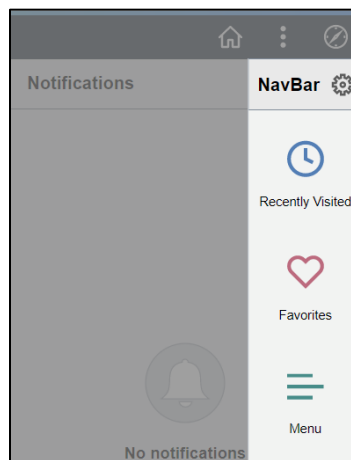 Notifications
NavBar
Recently Visited
Favorites
Menu
No notifications